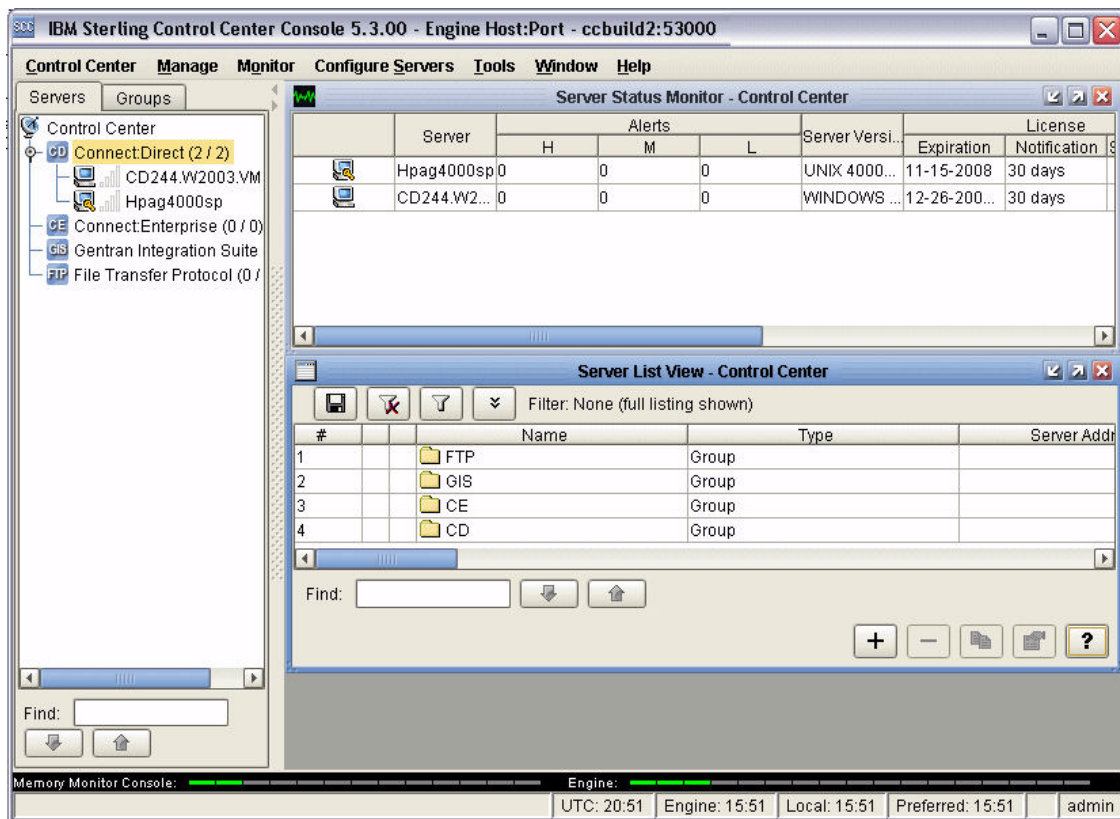 SCC IBM Sterling Control Center Console 5.3.00 - Engine Host:Port - ccbuild2:53000
Control Center Manage Monitor Configure Servers Tools Window Help
Servers Groups
Control Center
CD Connect:Direct (2 / 2)
CD244.W2003.VM
Hpag4000sp
CE Connect:Enterprise (0 / 0)
GIS Gentran Integration Suite
FTP File Transfer Protocol (0 /
Find:
Server Status Monitor - Control Center
Server Alerts Server Versi... License
H M L Expiration Notification S
Hpag4000sp 0 0 0 UNIX 4000... 11-15-2008 30 days
CD244.W2... 0 0 0 WINDOWS ... 12-26-200... 30 days
Server List View - Control Center
Filter: None (full listing shown)
# Name Type Server Addr
1 FTP Group
2 GIS Group
3 CE Group
4 CD Group
Find:
+ − ?
Memory Monitor Console: Engine:
UTC: 20:51 Engine: 15:51 Local: 15:51 Preferred: 15:51 admin